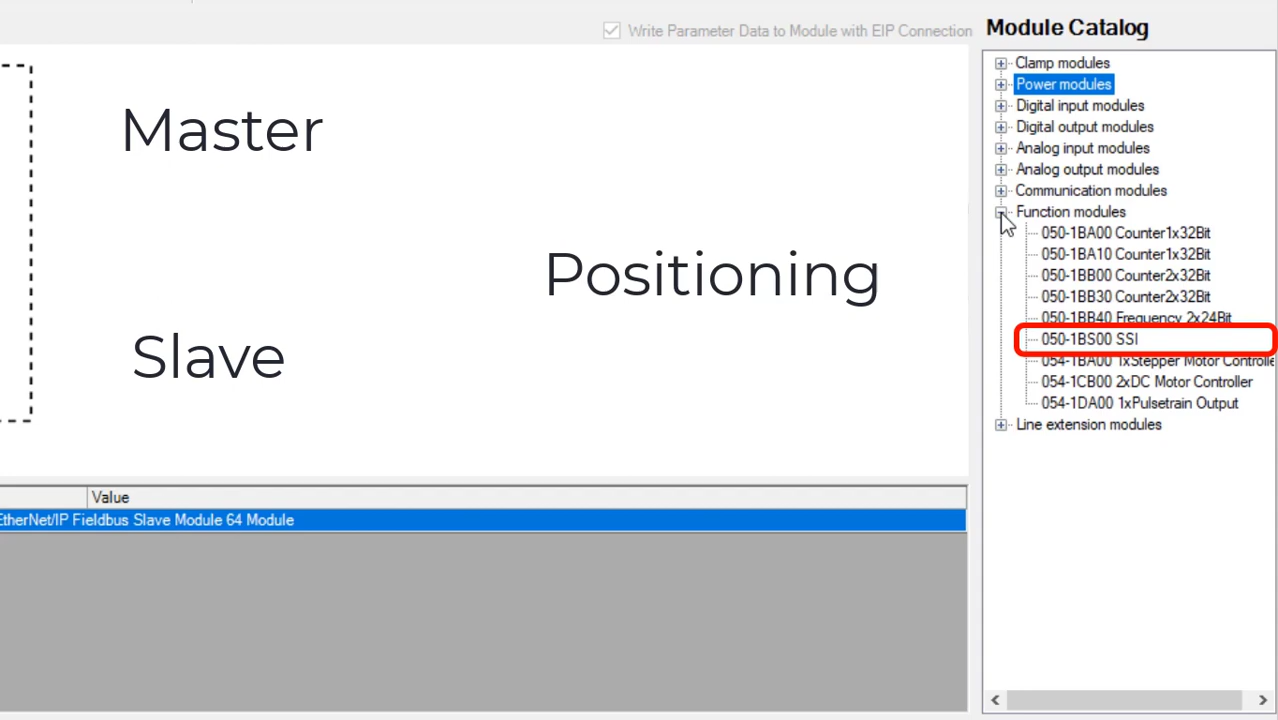 Write Parameter Data to Module with EIP Connection
Master
Positioning
Slave
Value
EtherNet/IP Fieldbus Slave Module 64 Module
Module Catalog
Clamp modules
Power modules
Digital input modules
Digital output modules
Analog input modules
Analog output modules
Communication modules
Function modules
050-1BA00 Counter1x32Bit
050-1BA10 Counter1x32Bit
050-1BB00 Counter2x32Bit
050-1BB30 Counter2x32Bit
050-1BB40 Frequency 2x24Bit
050-1BS00 SSI
054-1BA00 1xStepper Motor Controlle
054-1CB00 2xDC Motor Controller
054-1DA00 1xPulsetrain Output
Line extension modules